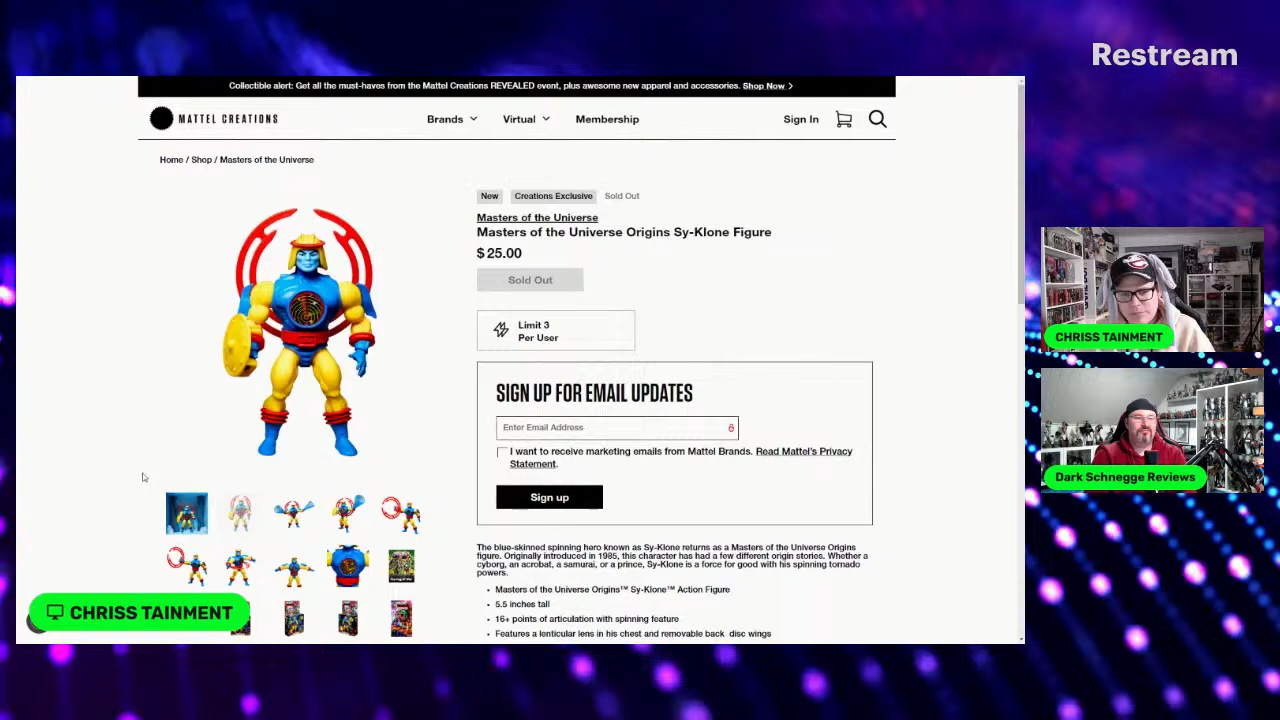 Restream
Collectible alert: Get all the must-haves from the Mattel Creations REVEALED event, plus awesome new apparel and accessories. Shop Now >
MATTEL CREATIONS
Brands
Virtual
Membership
Sign In
Home / Shop / Masters of the Universe
New
Creations Exclusive
Sold Out
Masters of the Universe
Masters of the Universe Origins Sy-Klone Figure
$ 25.00
Sold Out
Limit 3
Per User
SIGN UP FOR EMAIL UPDATES
Enter Email Address
I want to receive marketing emails from Mattel Brands. Read Mattel's Privacy
Statement.
Sign up
The blue-skinned spinning hero known as Sy-Klone returns as a Masters of the Universe Origins
figure. Originally introduced in 1985, this character has had a few different origin stories. Whether a
cyborg, an acrobat, a samurai, or a prince, Sy-Klone is a force for good with his spinning tornado
powers.
• Masters of the Universe Origins™ Sy-Klone™ Action Figure
• 5.5 inches tall
• 16+ points of articulation with spinning feature
• Features a lenticular lens in his chest and removable back disc wings
CHRISS TAINMENT
Dark Schnegge Reviews
CHRISS TAINMENT